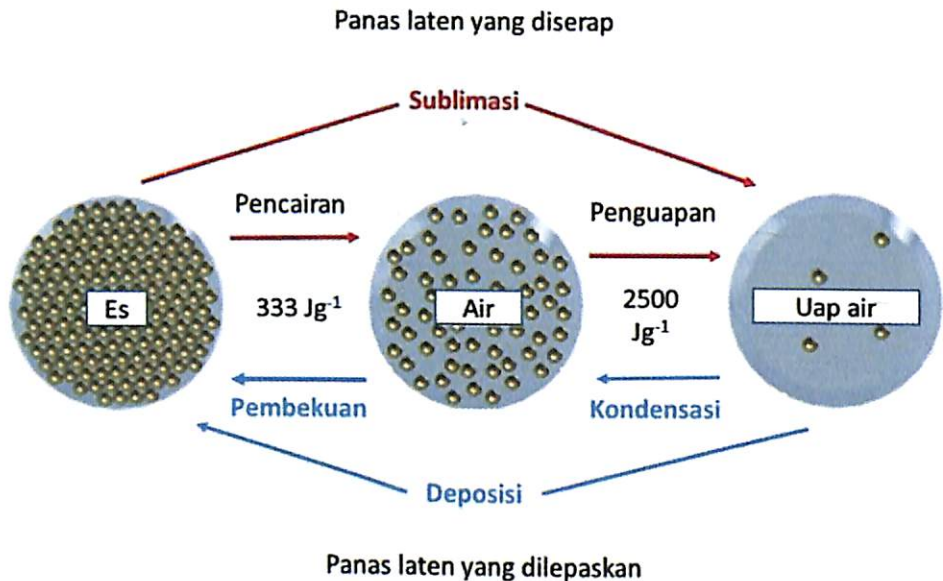 Panas laten yang diserap
Sublimasi
Pencairan
Penguapan
Es
333 Jg⁻¹
Air
2500
Jg⁻¹
Uap air
Pembekuan
Kondensasi
Deposisi
Panas laten yang dilepaskan